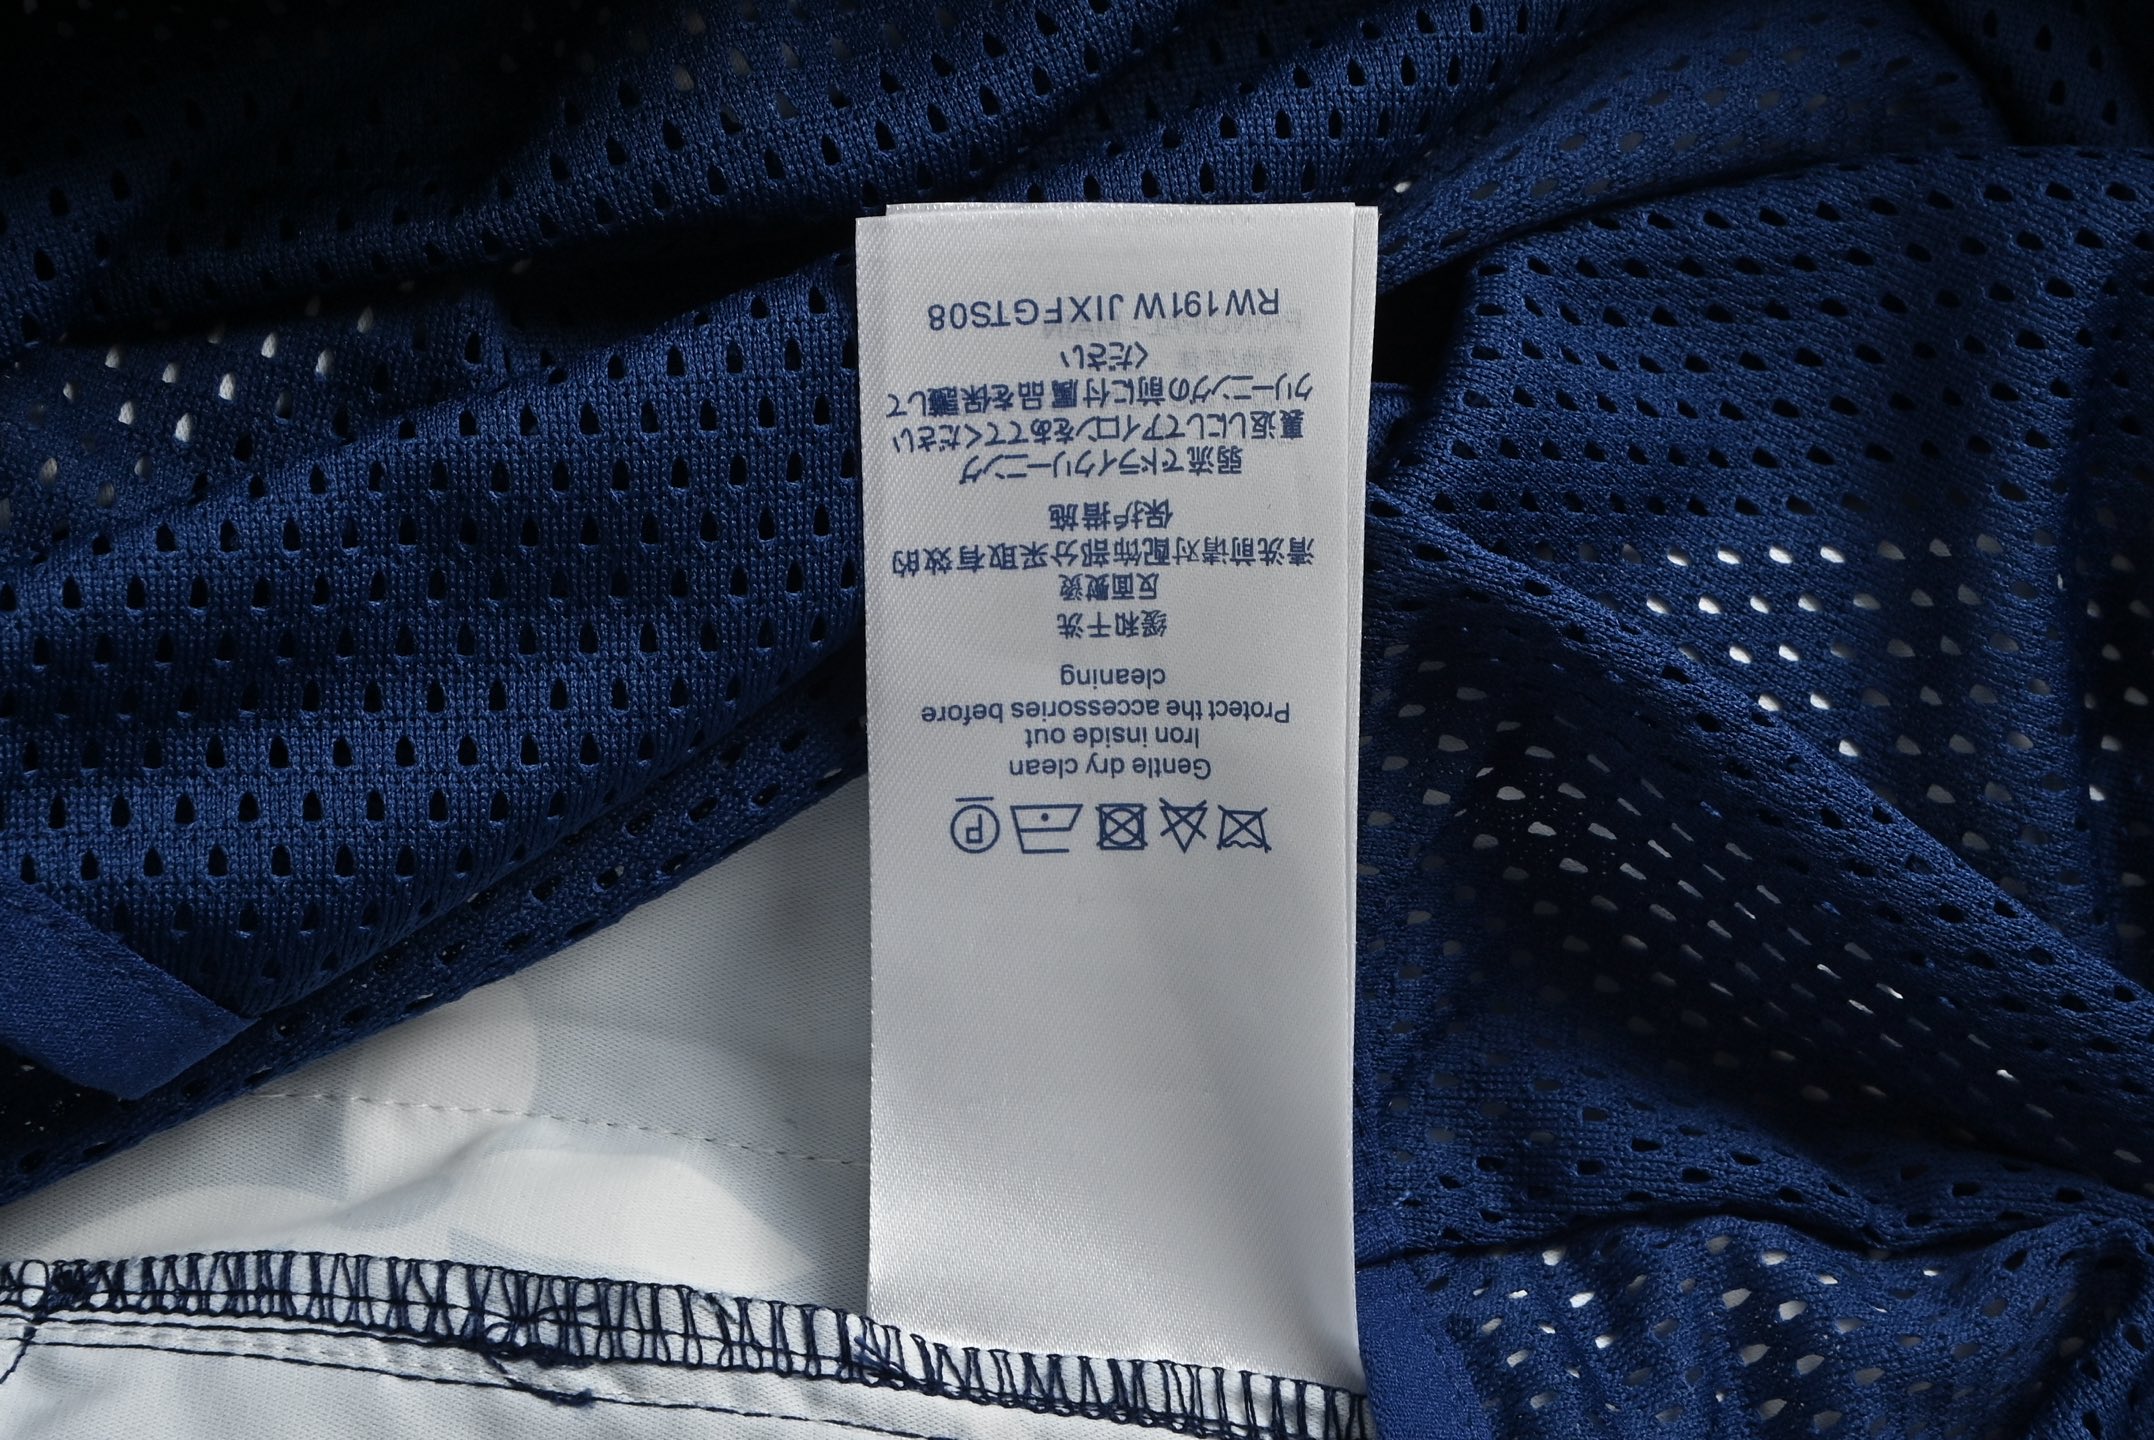 Gentle dry clean
Iron inside out
Protect the accessories before
cleaning
缓和干洗
反面熨烫
清洗前请对配饰部分采取有效的
保护措施
弱流でドライクリーニング
裏返しにしてアイロンをあててください
クリーニングの前に付属品を保護して
ください
RW191W JIXFGTS08